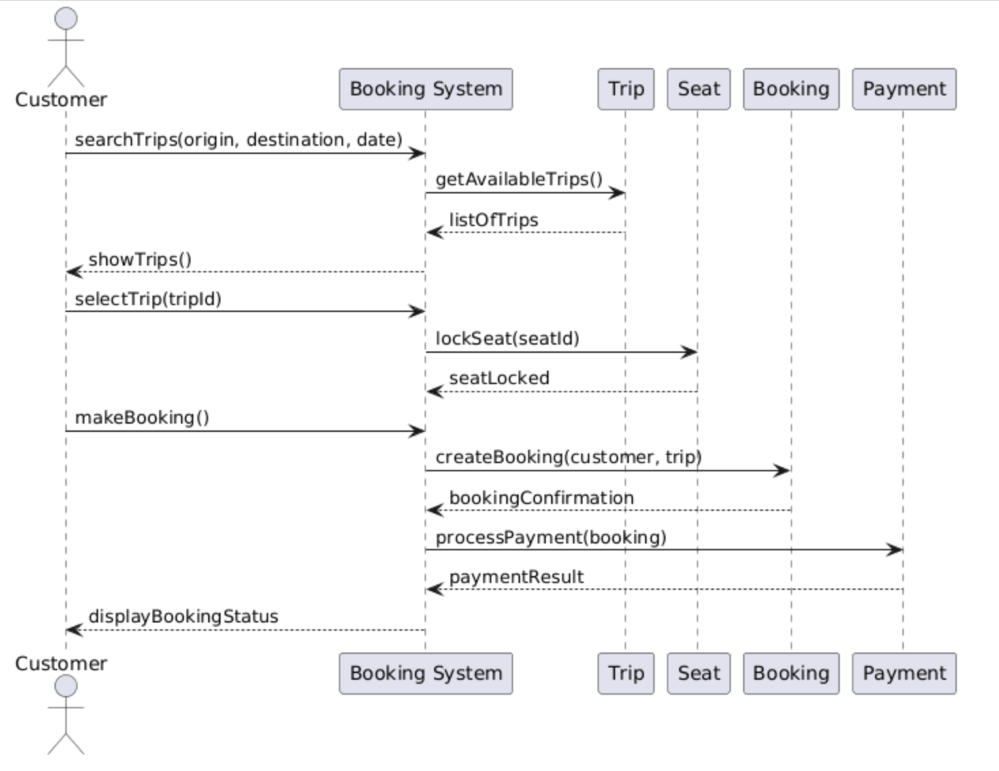 Customer
Booking System
Trip
Seat
Booking
Payment
searchTrips(origin, destination, date)
getAvailableTrips()
listOfTrips
showTrips()
selectTrip(tripId)
lockSeat(seatId)
seatLocked
makeBooking()
createBooking(customer, trip)
bookingConfirmation
processPayment(booking)
paymentResult
displayBookingStatus
Customer
Booking System
Trip
Seat
Booking
Payment